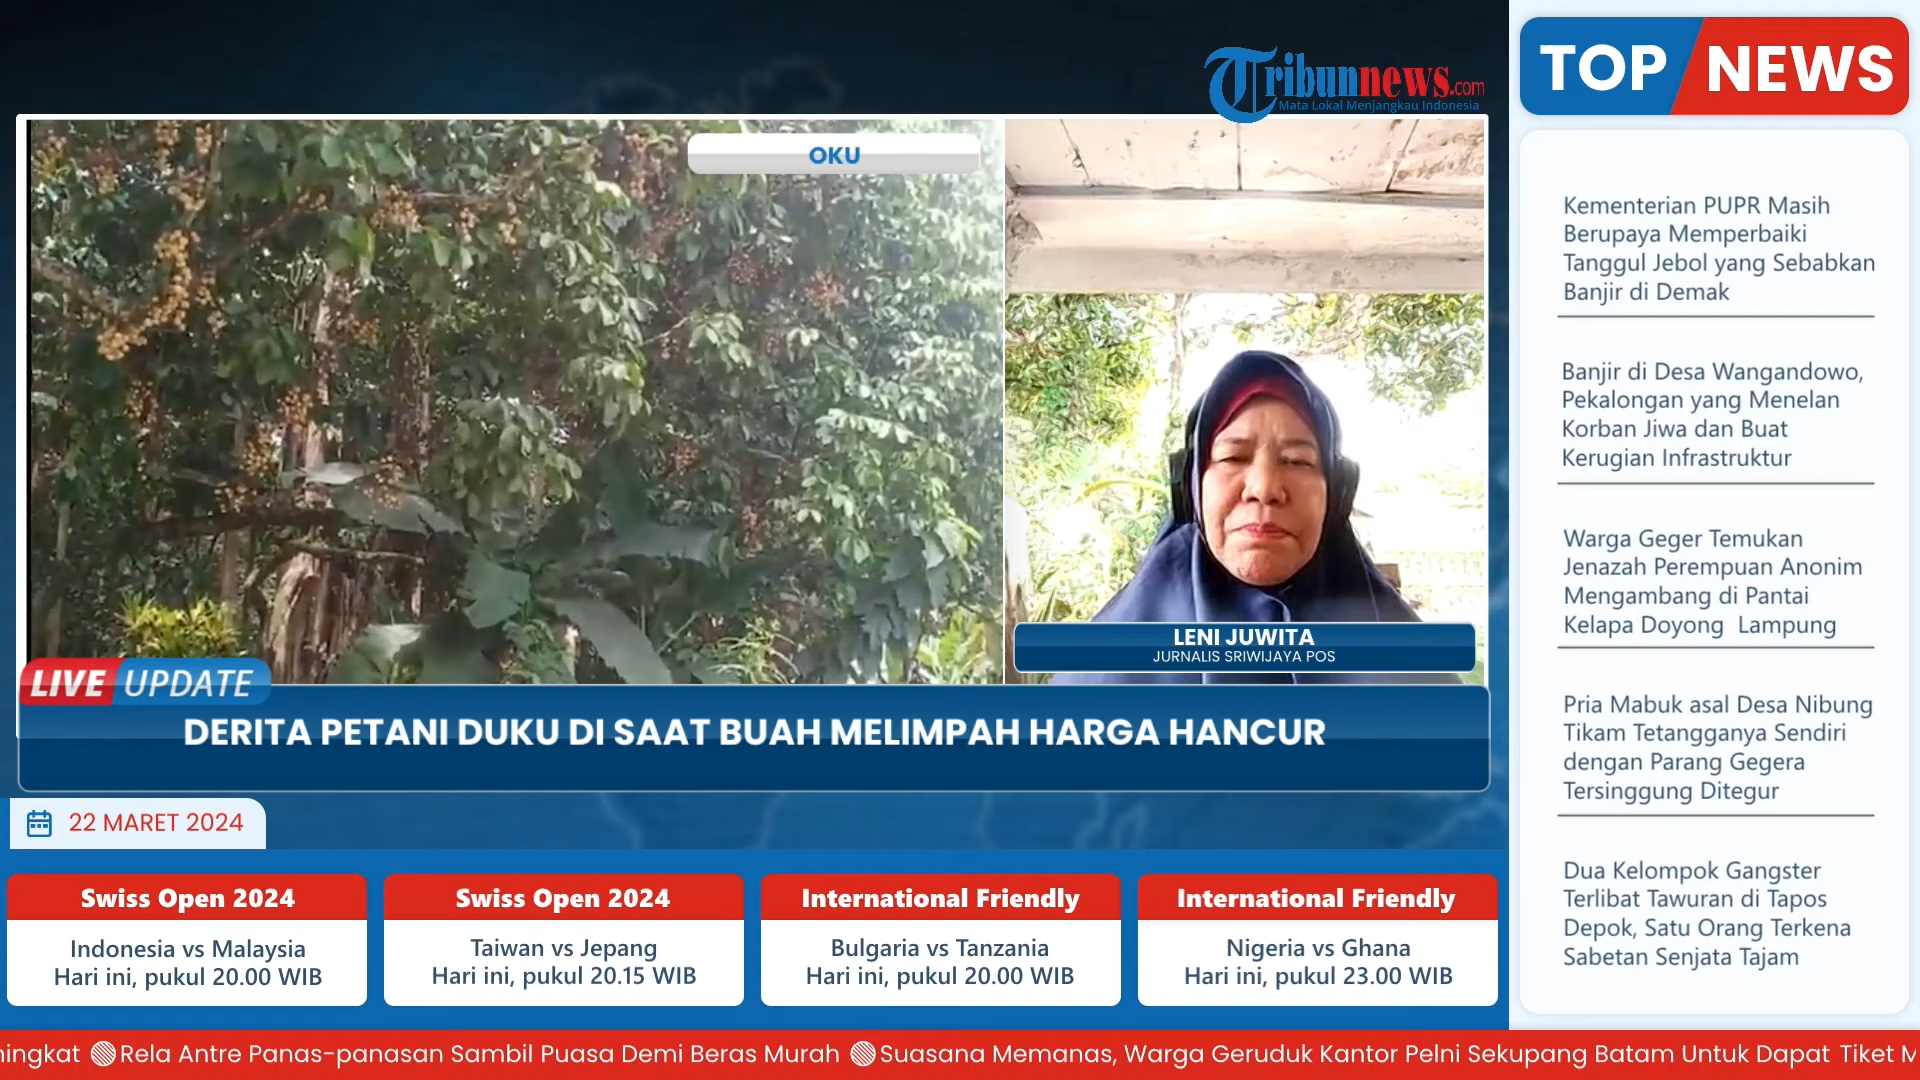 Tribunnews.com
Mata Lokal Menjangkau Indonesia
TOP NEWS
OKU
Kementerian PUPR Masih
Berupaya Memperbaiki
Tanggul Jebol yang Sebabkan
Banjir di Demak
Banjir di Desa Wangandowo,
Pekalongan yang Menelan
Korban Jiwa dan Buat
Kerugian Infrastruktur
Warga Geger Temukan
Jenazah Perempuan Anonim
Mengambang di Pantai
Kelapa Doyong Lampung
Pria Mabuk asal Desa Nibung
Tikam Tetangganya Sendiri
dengan Parang Gegera
Tersinggung Ditegur
Dua Kelompok Gangster
Terlibat Tawuran di Tapos
Depok, Satu Orang Terkena
Sabetan Senjata Tajam
LENI JUWITA
JURNALIS SRIWIJAYA POS
LIVE UPDATE
DERITA PETANI DUKU DI SAAT BUAH MELIMPAH HARGA HANCUR
22 MARET 2024
Swiss Open 2024
Indonesia vs Malaysia
Hari ini, pukul 20.00 WIB
Swiss Open 2024
Taiwan vs Jepang
Hari ini, pukul 20.15 WIB
International Friendly
Bulgaria vs Tanzania
Hari ini, pukul 20.00 WIB
International Friendly
Nigeria vs Ghana
Hari ini, pukul 23.00 WIB
Rela Antre Panas-panasan Sambil Puasa Demi Beras Murah Suasana Memanas, Warga Geruduk Kantor Pelni Sekupang Batam Untuk Dapat Tiket